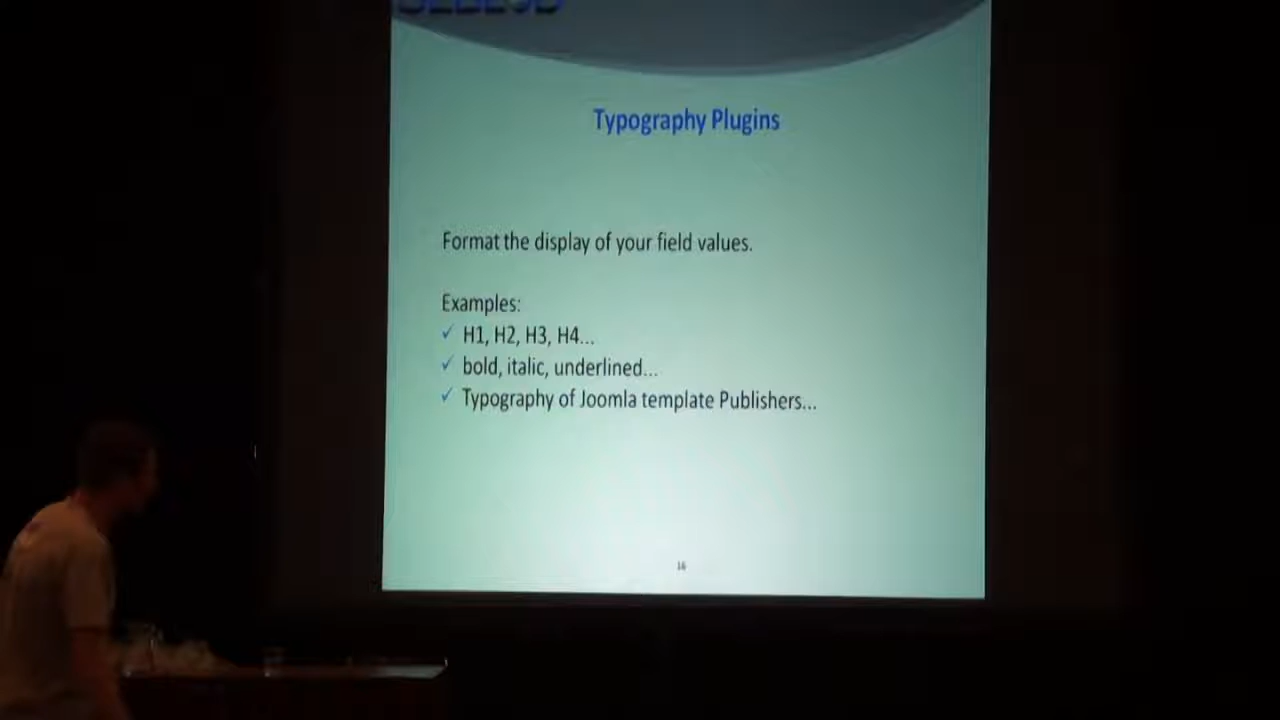 Typography Plugins
Format the display of your field values.
Examples:
✓ H1, H2, H3, H4...
✓ bold, italic, underlined...
✓ Typography of Joomla template Publishers...
16